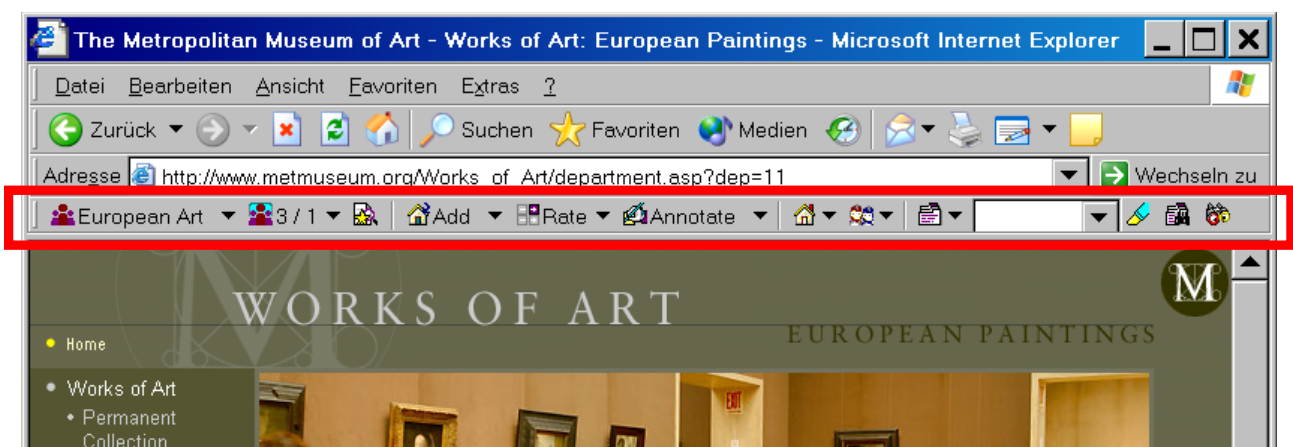 The Metropolitan Museum of Art - Works of Art: European Paintings - Microsoft Internet Explorer
Datei Bearbeiten Ansicht Favoriten Extras ?
Zurück Suchen Favoriten Medien
Adresse http://www.metmuseum.org/Works_of_Art/department.asp?dep=11 Wechseln zu
European Art 3 / 1 Add Rate Annotate
M
M
WORKS OF ART
EUROPEAN PAINTINGS
Home
Works of Art
Permanent
Collection
EXIT